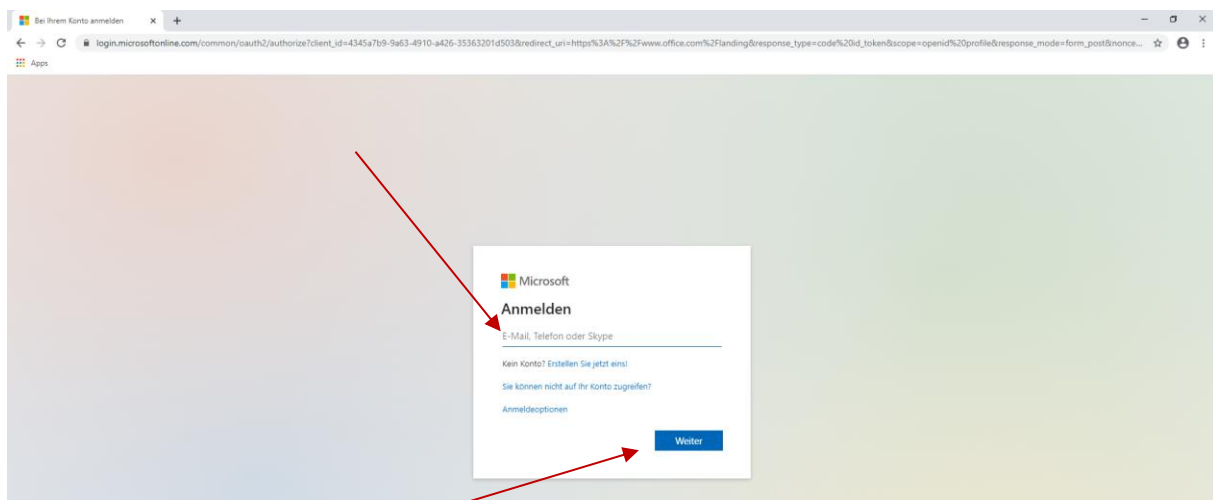 Bei Ihrem Konto anmelden
login.microsoftonline.com/common/oauth2/authorize?client_id=4345a7b9-9a63-4910-a426-35363201d503&redirect_uri=https%3A%2F%2Fwww.office.com%2Flanding&response_type=code%20id_token&scope=openid%20profile&response_mode=form_post&nonce...
Apps
Microsoft
Anmelden
E-Mail, Telefon oder Skype
Kein Konto? Erstellen Sie jetzt eins!
Sie können nicht auf Ihr Konto zugreifen?
Anmeldeoptionen
Weiter